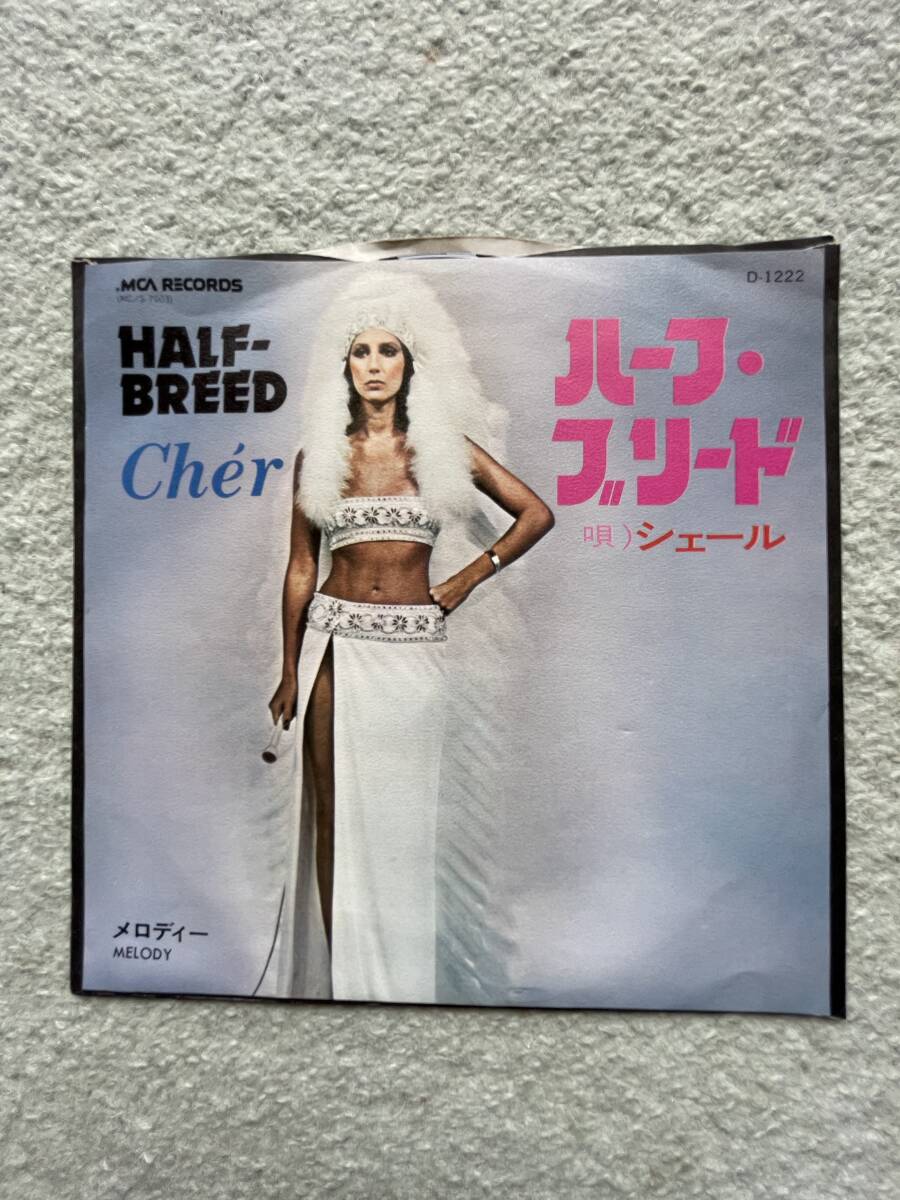 MCA RECORDS
D-1222
HALF-
BREED
Chér
ハーフ・
ブリード
唄)シェール
メロディー
MELODY